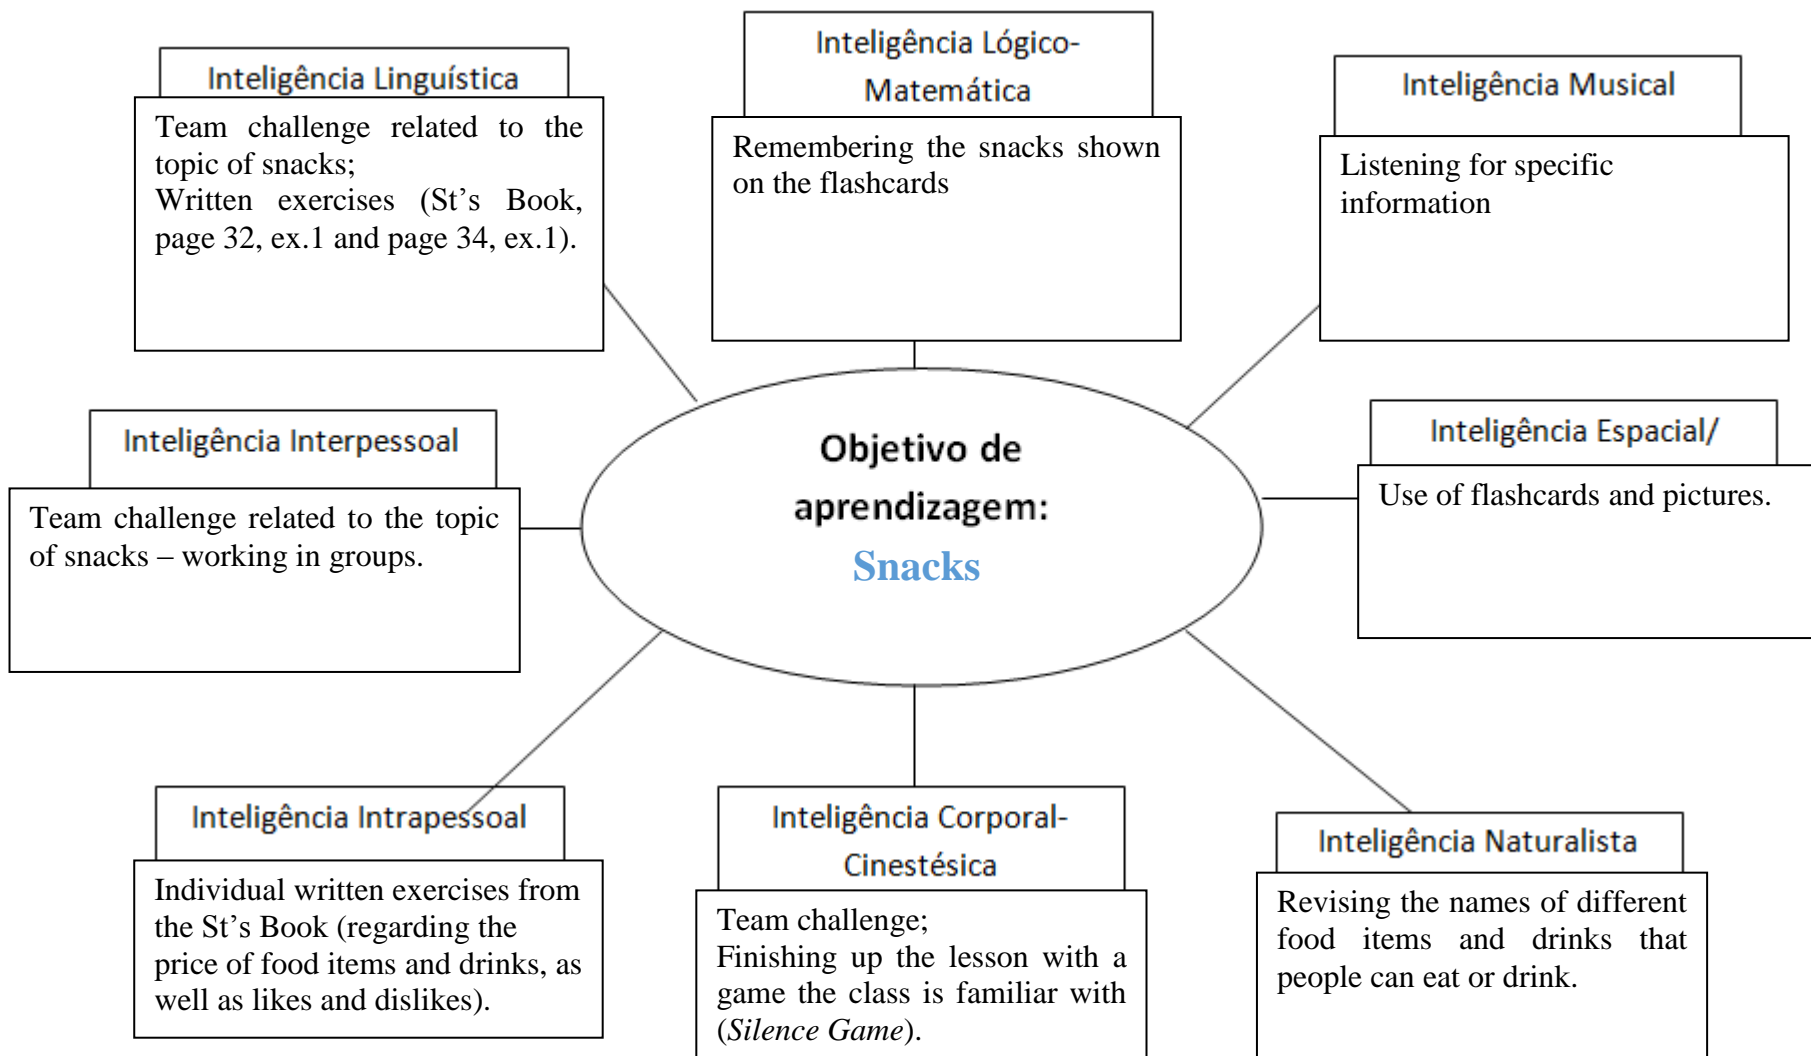 Inteligência Linguística
Team challenge related to the
topic of snacks;
Written exercises (St’s Book,
page 32, ex.1 and page 34, ex.1).
Inteligência Lógico-
Matemática
Remembering the snacks shown
on the flashcards
Inteligência Musical
Listening for specific
information
Inteligência Interpessoal
Team challenge related to the topic
of snacks – working in groups.
Objetivo de
aprendizagem:
Snacks
Inteligência Espacial/
Use of flashcards and pictures.
Inteligência Intrapessoal
Individual written exercises from
the St’s Book (regarding the
price of food items and drinks, as
well as likes and dislikes).
Inteligência Corporal-
Cinestésica
Team challenge;
Finishing up the lesson with a
game the class is familiar with
(Silence Game).
Inteligência Naturalista
Revising the names of different
food items and drinks that
people can eat or drink.